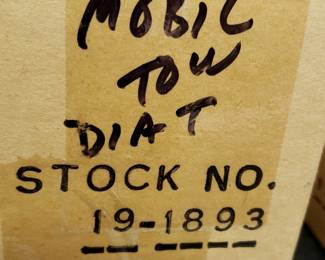 MOBIL
TOW
DIAT
STOCK NO.
19-1893